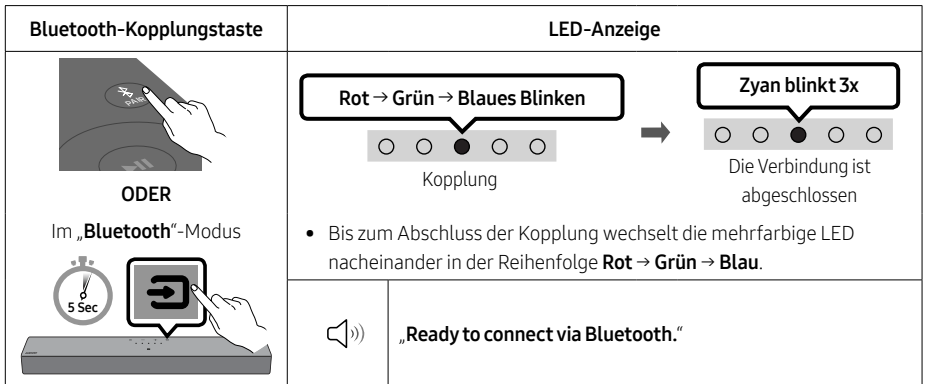 Bluetooth-Kopplungstaste
LED-Anzeige
PAIR
ODER
Im „Bluetooth“-Modus
5 Sec
Rot → Grün → Blaues Blinken
Kopplung
Zyan blinkt 3x
Die Verbindung ist
abgeschlossen
• Bis zum Abschluss der Kopplung wechselt die mehrfarbige LED
nacheinander in der Reihenfolge Rot → Grün → Blau.
„Ready to connect via Bluetooth.“